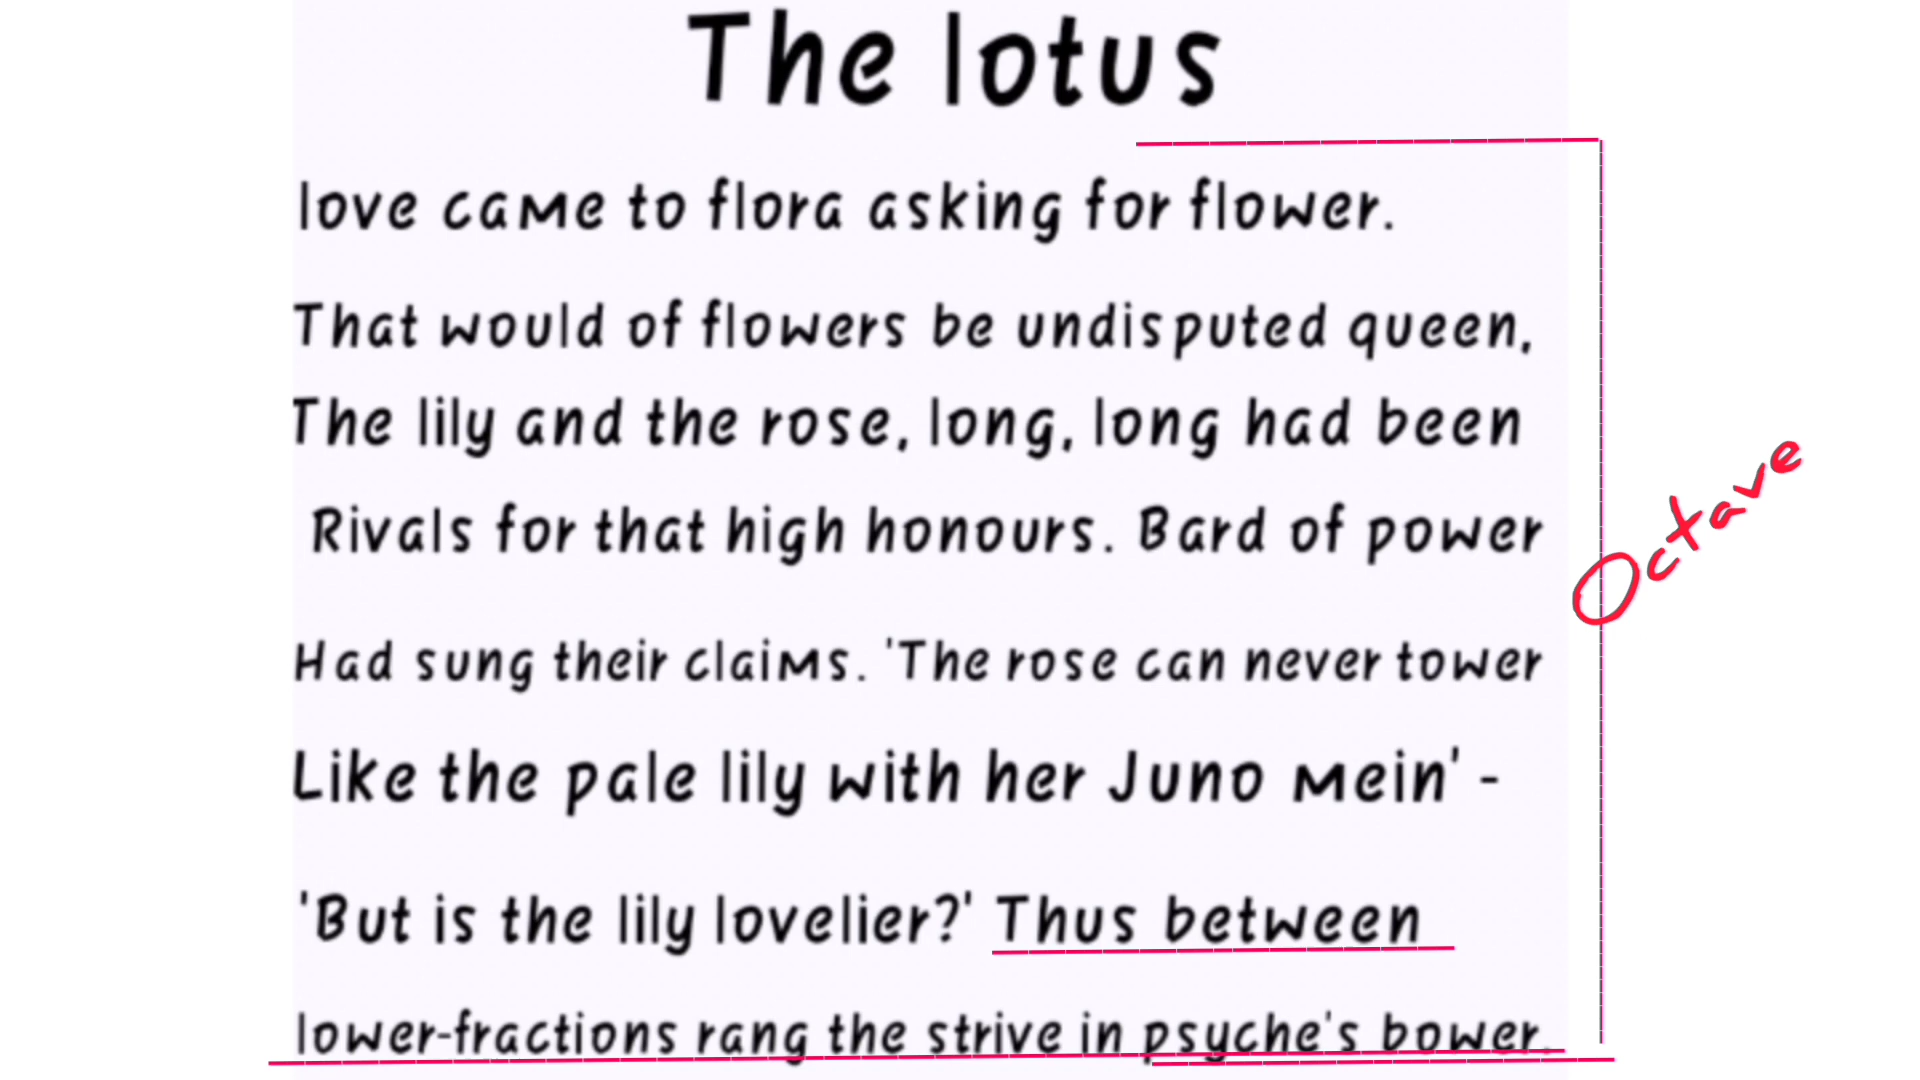 The lotus
love came to flora asking for flower.
That would of flowers be undisputed queen,
The lily and the rose, long, long had been
Rivals for that high honours. Bard of power
Had sung their claims. 'The rose can never tower
Like the pale lily with her Juno mein' -
'But is the lily lovelier?' Thus between
lower-fractions rang the strive in psyche's bower.
Octave